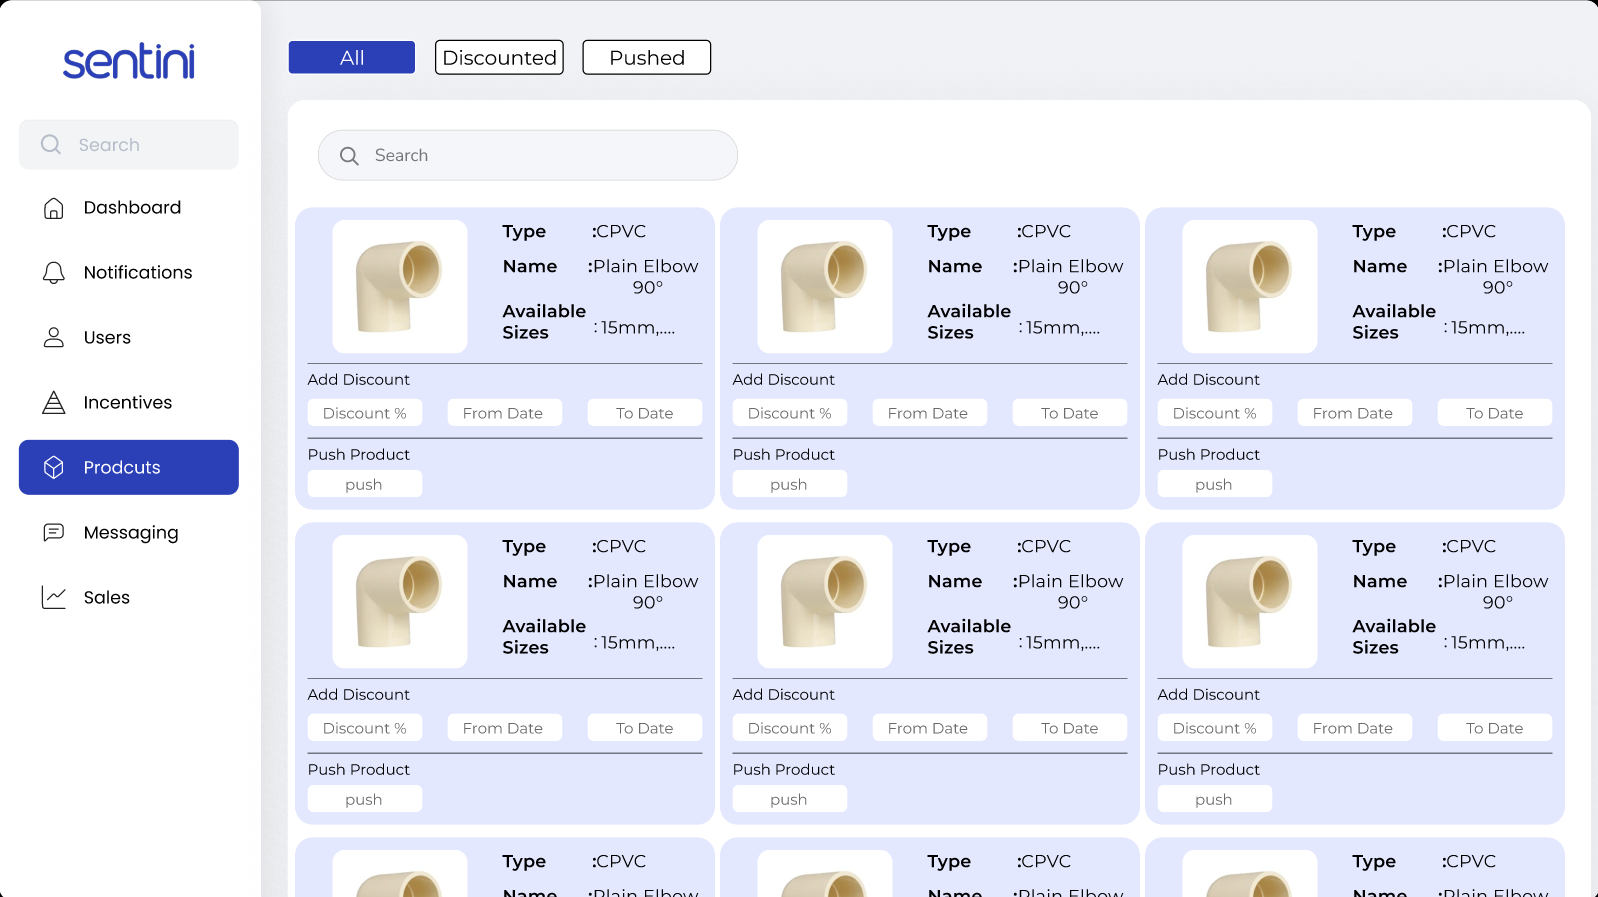 sentini
Search
Dashboard
Notifications
Users
Incentives
Prodcuts
Messaging
Sales
All Discounted Pushed
Search
Type :CPVC
Name :Plain Elbow
90°
Available
Sizes : 15mm,....
Add Discount
Discount % From Date To Date
Push Product
push
Type :CPVC
Name :Plain Elbow
90°
Available
Sizes : 15mm,....
Add Discount
Discount % From Date To Date
Push Product
push
Type :CPVC
Name :Plain Elbow
90°
Available
Sizes : 15mm,....
Add Discount
Discount % From Date To Date
Push Product
push
Type :CPVC
Name :Plain Elbow
90°
Available
Sizes : 15mm,....
Add Discount
Discount % From Date To Date
Push Product
push
Type :CPVC
Name :Plain Elbow
90°
Available
Sizes : 15mm,....
Add Discount
Discount % From Date To Date
Push Product
push
Type :CPVC
Name :Plain Elbow
90°
Available
Sizes : 15mm,....
Add Discount
Discount % From Date To Date
Push Product
push
Type :CPVC
Name :Plain Elbow
Type :CPVC
Name :Plain Elbow
Type :CPVC
Name :Plain Elbow